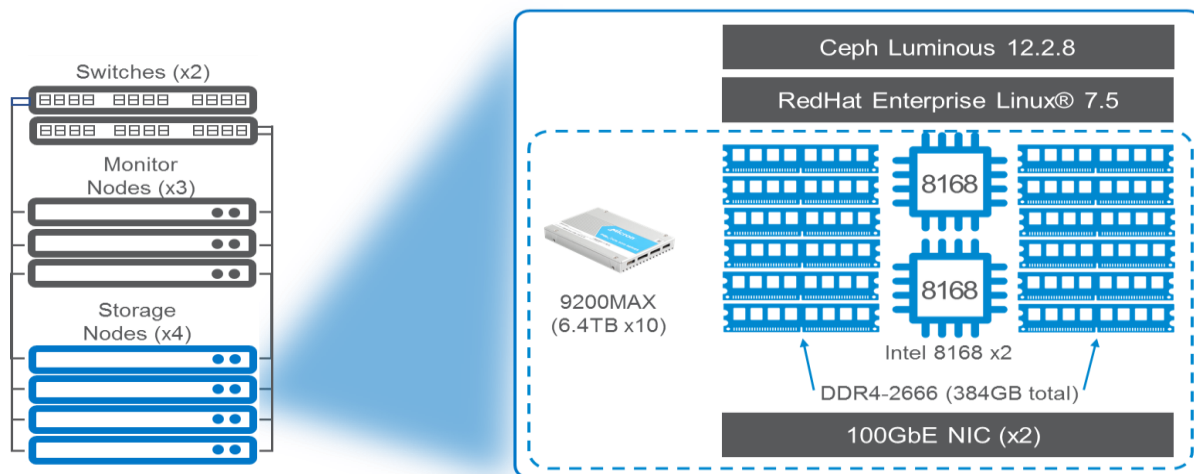 Switches (x2)
Monitor
Nodes (x3)
Storage
Nodes (x4)
Ceph Luminous 12.2.8
RedHat Enterprise Linux® 7.5
8168
8168
9200MAX
(6.4TB x10)
Intel 8168 x2
DDR4-2666 (384GB total)
100GbE NIC (x2)